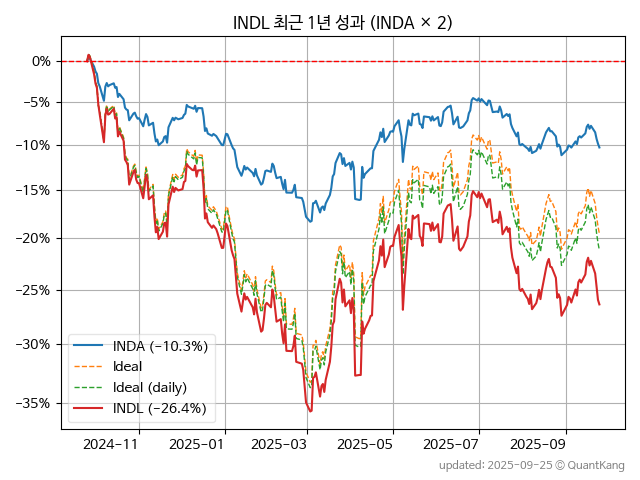 INDL 최근 1년 성과 (INDA × 2)
0%
−5%
−10%
−15%
−20%
−25%
−30%
−35%
INDA (−10.3%)
Ideal
Ideal (daily)
INDL (−26.4%)
2024−11
2025−01
2025−03
2025−05
2025−07
2025−09
updated: 2025-09-25 © QuantKang